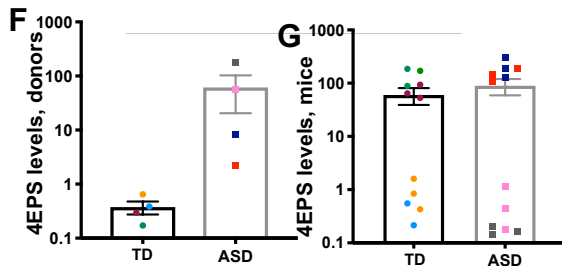 F
4EPS levels, donors
1000
100
10
1
0.1
TD
ASD
G
4EPS levels, mice
1000
100
10
1
0.1
TD
ASD